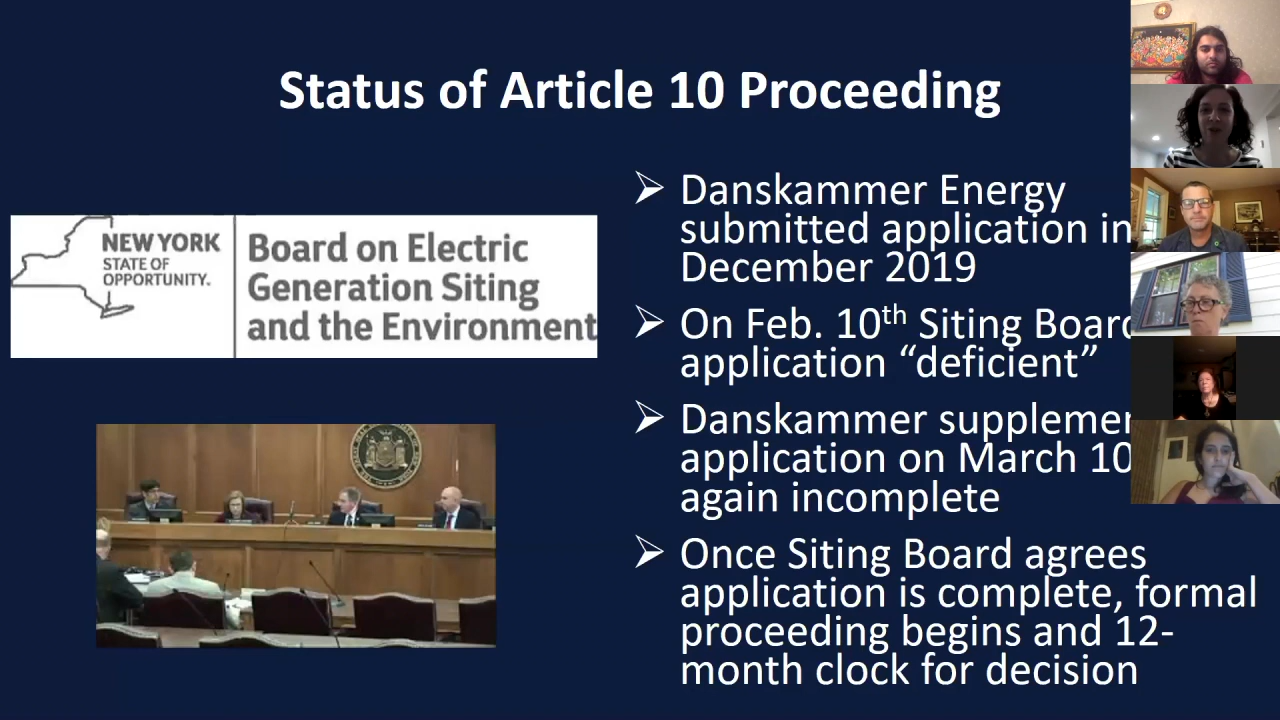 Status of Article 10 Proceeding
NEW YORK
STATE OF
OPPORTUNITY.
Board on Electric
Generation Siting
and the Environment
➢ Danskammer Energy
submitted application in
December 2019
➢ On Feb. 10th Siting Board
application “deficient”
➢ Danskammer
application on March 10
again incomplete
➢ Once Siting Board agrees
application is complete, formal
proceeding begins and 12-
month clock for decision